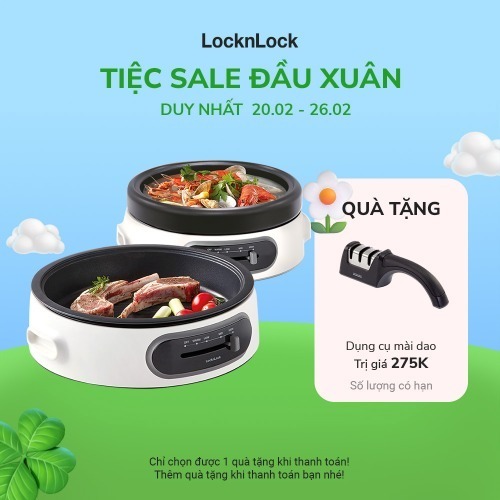 LocknLock
TIỆC SALE ĐẦU XUÂN
DUY NHẤT 20.02 - 26.02
QUÀ TẶNG
Dụng cụ mài dao
Trị giá 275K
Số lượng có hạn
LocknLock
Chỉ chọn được 1 quà tặng khi thanh toán!
Thêm quà tặng khi thanh toán bạn nhé!